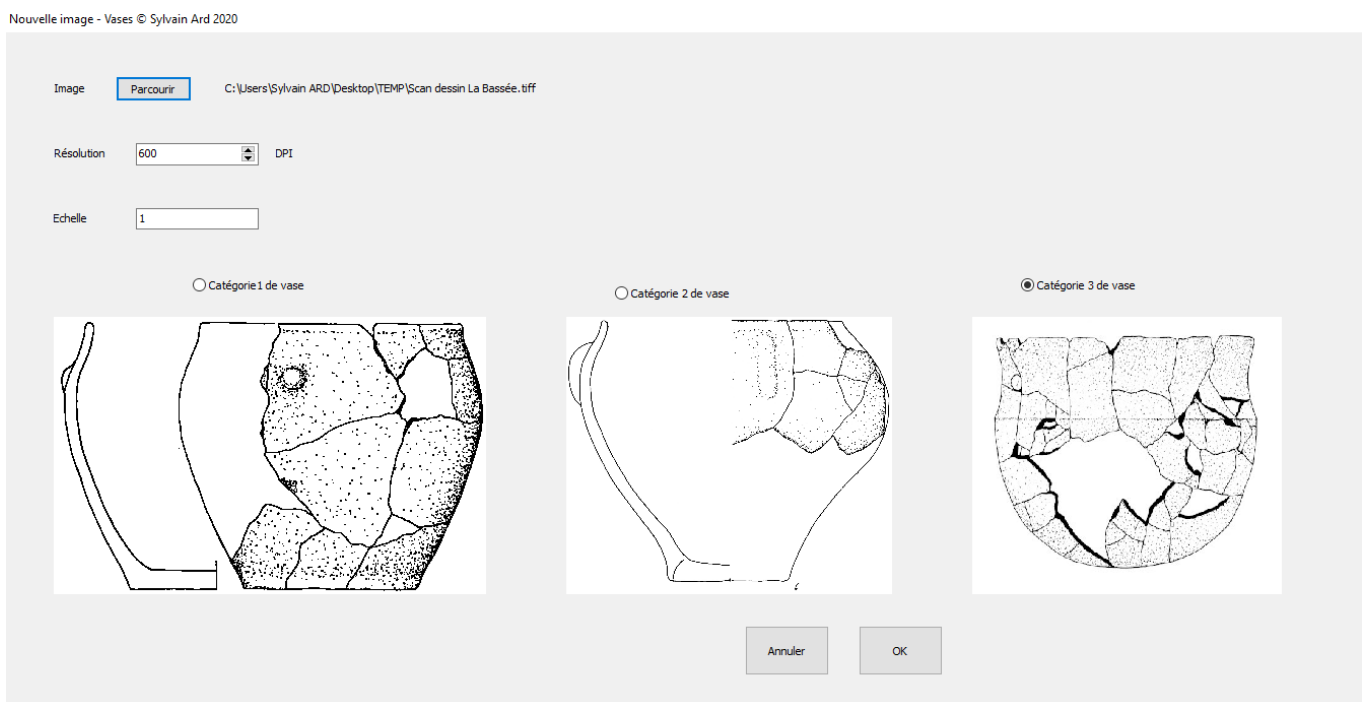 Nouvelle image - Vases © Sylvain Ard 2020
Image Parcourir C:\Users\Sylvain ARD\Desktop\TEMP\Scan dessin La Bassée.tiff
Résolution 600 DPI
Echelle 1
Catégorie1 de vase Catégorie 2 de vase Catégorie 3 de vase
Annuler OK